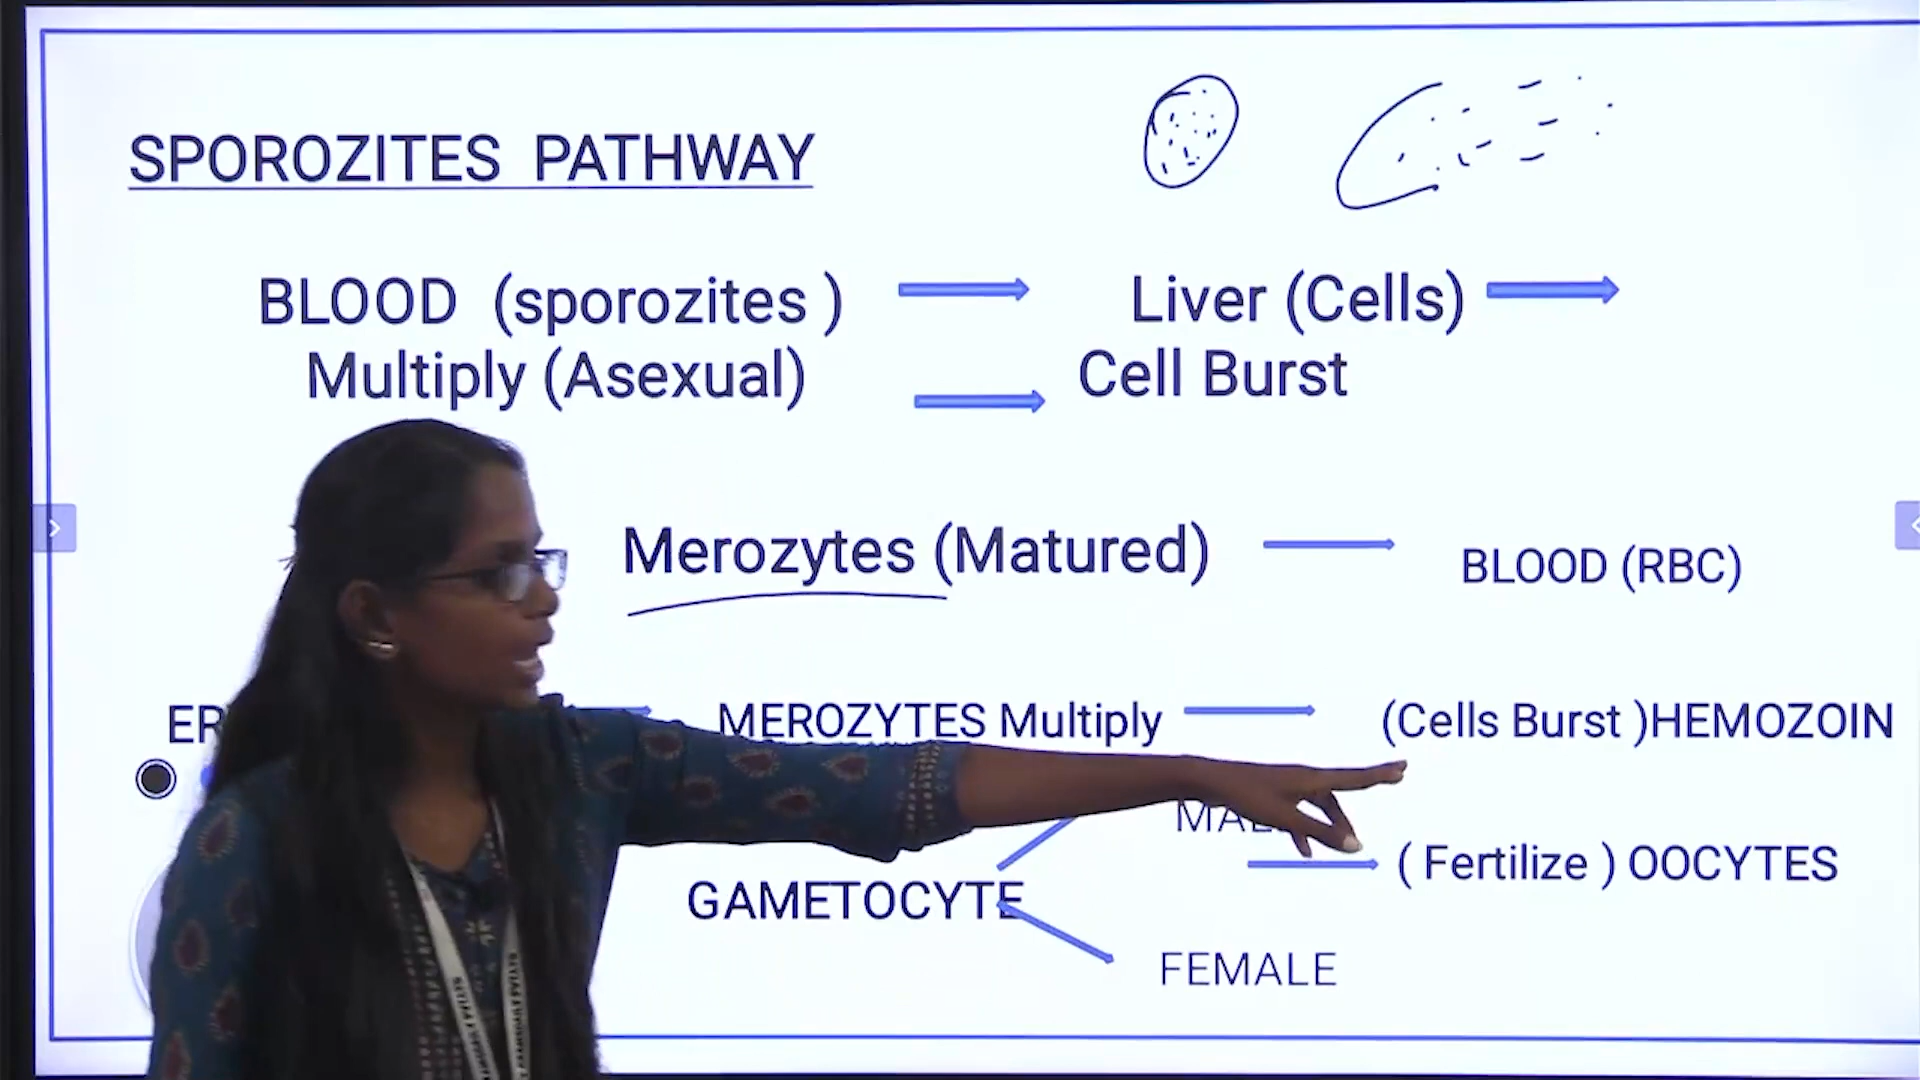 SPOROZITES PATHWAY
BLOOD (sporozites ) Liver (Cells)
Multiply (Asexual) Cell Burst
Merozytes (Matured) BLOOD (RBC)
MEROZYTES Multiply (Cells Burst )HEMOZOIN
( Fertilize ) OOCYTES
GAMETOCYTE
FEMALE